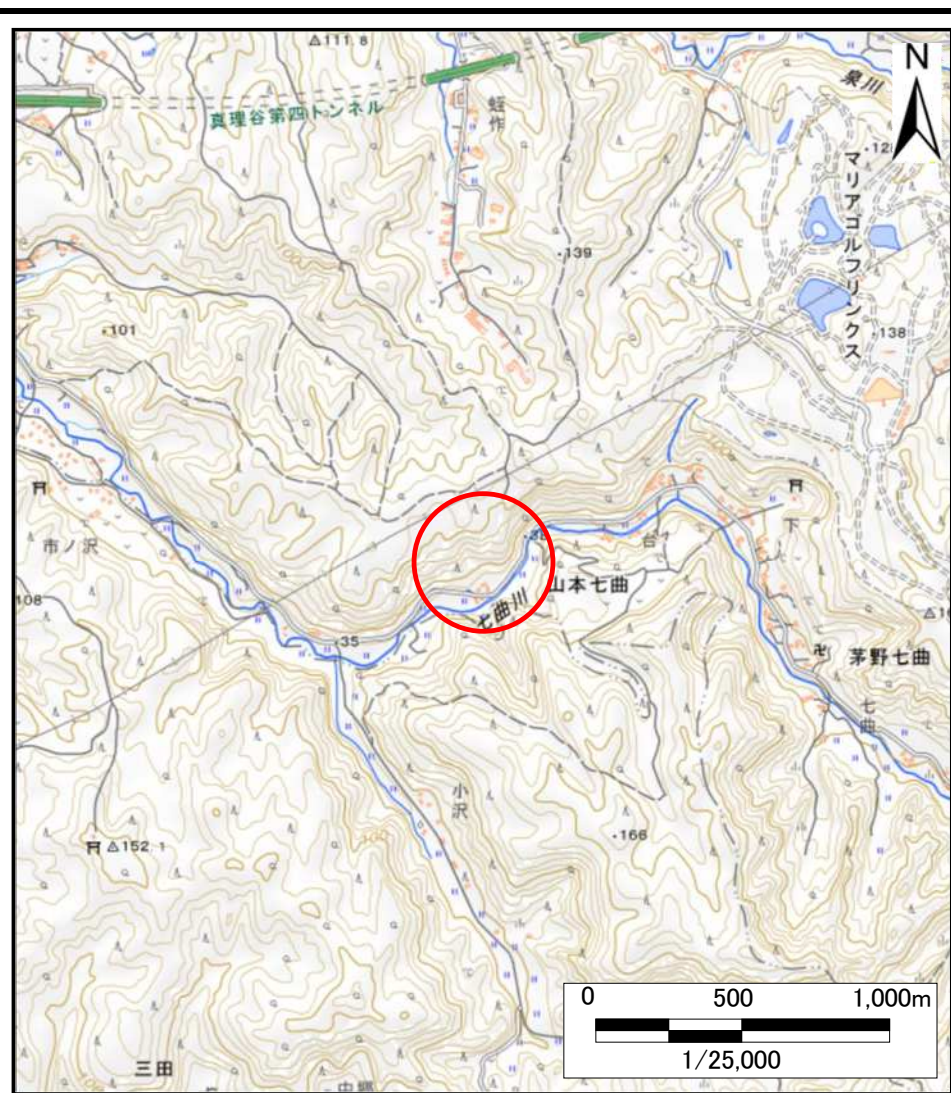 △111.8
N
泉川
真理谷第四トンネル
蛭作
マリアゴルフリンクス
・139
・101
・138
市ノ沢
下
台
山本七曲
108
七曲川
・35
茅野七曲
七曲
小沢
・166
△152.1
0 500 1,000m
1/25,000
三田